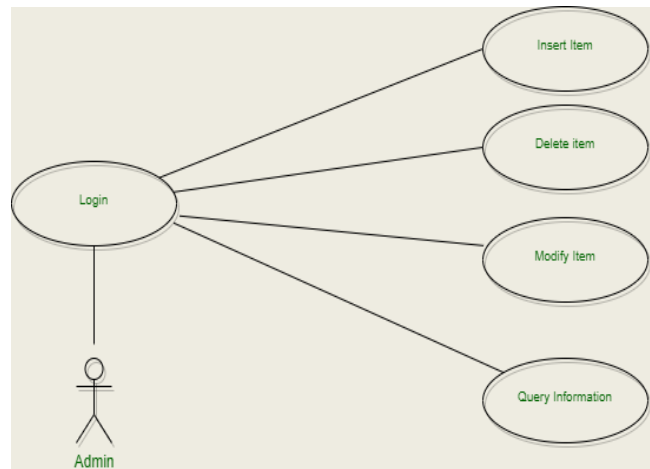 Insert Item
Delete item
Login
Modify Item
Query Information
Admin